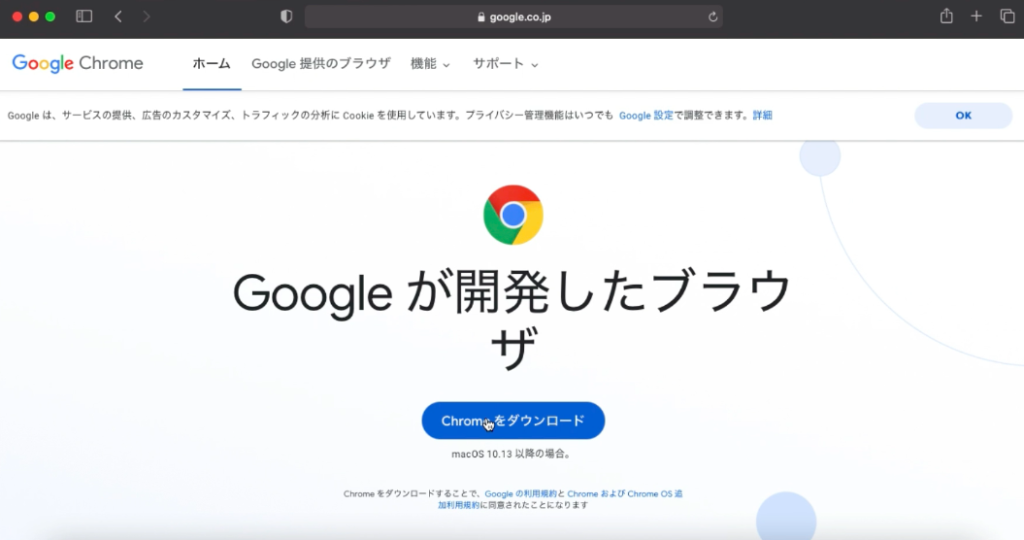 google.co.jp
Google Chrome ホーム Google 提供のブラウザ 機能 サポート
Google は、サービスの提供、広告のカスタマイズ、トラフィックの分析に Cookie を使用しています。プライバシー管理機能はいつでも Google 設定で調整できます。詳細 OK
Google が開発したブラウ
ザ
Chromeをダウンロード
macOS 10.13 以降の場合。
Chrome をダウンロードすることで、Google の利用規約と Chrome および Chrome OS 追
加利用規約に同意されたことになります